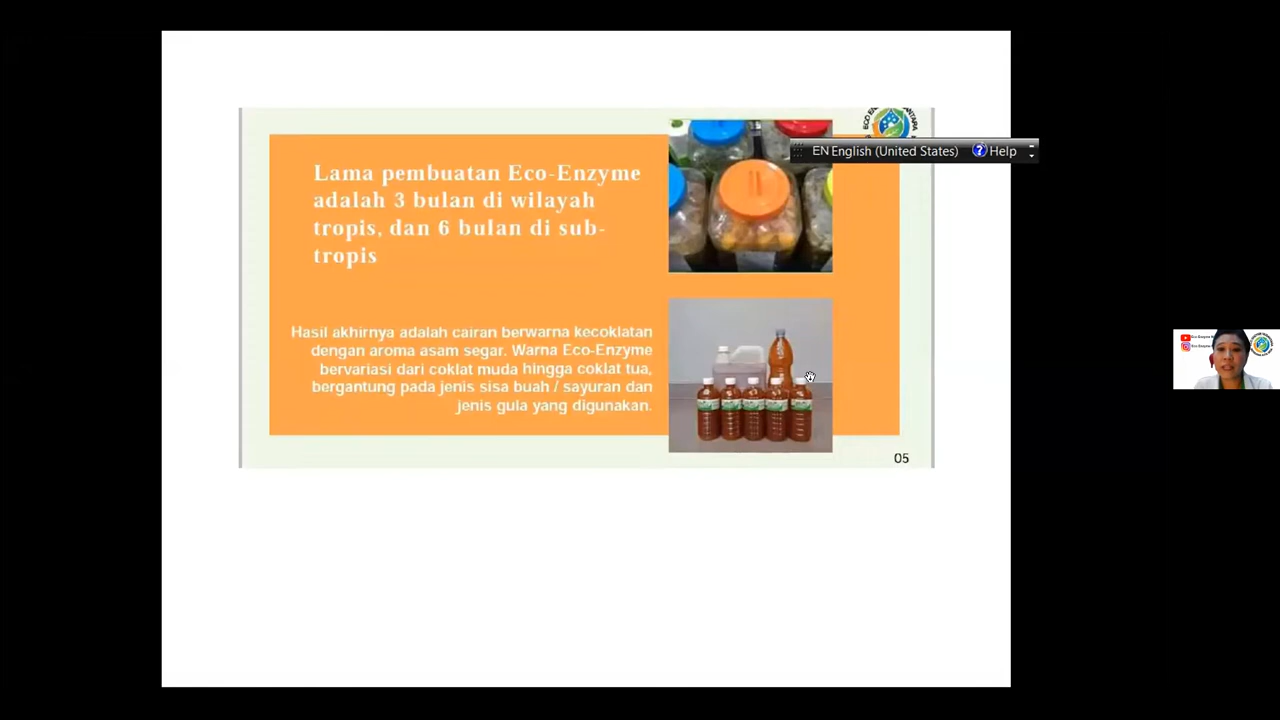 Lama pembuatan Eco-Enzyme
adalah 3 bulan di wilayah
tropis, dan 6 bulan di sub-
tropis
EN English (United States) ? Help
Hasil akhirnya adalah cairan berwarna kecoklatan
dengan aroma asam segar. Warna Eco-Enzyme
bervariasi dari coklat muda hingga coklat tua,
bergantung pada jenis sisa buah / sayuran dan
jenis gula yang digunakan.
05